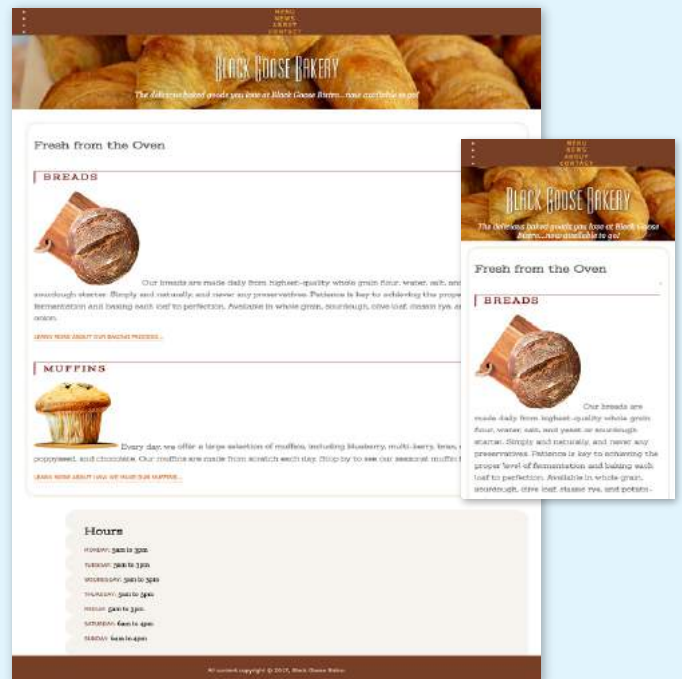 MENU
NEWS
ABOUT
CONTACT
BLACK GOOSE BAKERY
The delicious baked goods you love at Black Goose Bistro...now available to go!
Fresh from the Oven
BREADS
Our breads are made daily from highest-quality whole grain flour, water, salt, and
sourdough starter. Simply and naturally, and never any preservatives. Patience is key to achieving the prope
fermentation and baking each loaf to perfection. Available in whole grain, sourdough, olive loaf, classic rye, a
onion.
LEARN MORE ABOUT OUR BAKING PROCESS...
MUFFINS
Every day, we offer a large selection of muffins, including blueberry, multi-berry, bran,
poppyseed, and chocolate. Our muffins are made from scratch each day. Stop by to see our seasonal muffin
LEARN MORE ABOUT HOW WE MAKE OUR MUFFINS...
Hours
MONDAY: 5am to 3pm
TUESDAY: 5am to 3pm
WEDNESDAY: 5am to 3pm
THURSDAY: 5am to 3pm
FRIDAY: 5am to 3pm
SATURDAY: 6am to 4pm
SUNDAY: 6am to 4pm
All content copyright © 2017, Black Goose Bistro.
MENU
NEWS
ABOUT
CONTACT
BLACK GOOSE BAKERY
The delicious baked goods you love at Black Goose
Bistro...now available to go!
Fresh from the Oven
BREADS
Our breads are
made daily from highest-quality whole grain
flour, water, salt, and yeast or sourdough
starter. Simply and naturally, and never any
preservatives. Patience is key to achieving the
proper level of fermentation and baking each
loaf to perfection. Available in whole grain,
sourdough, olive loaf, classic rye, and potato-